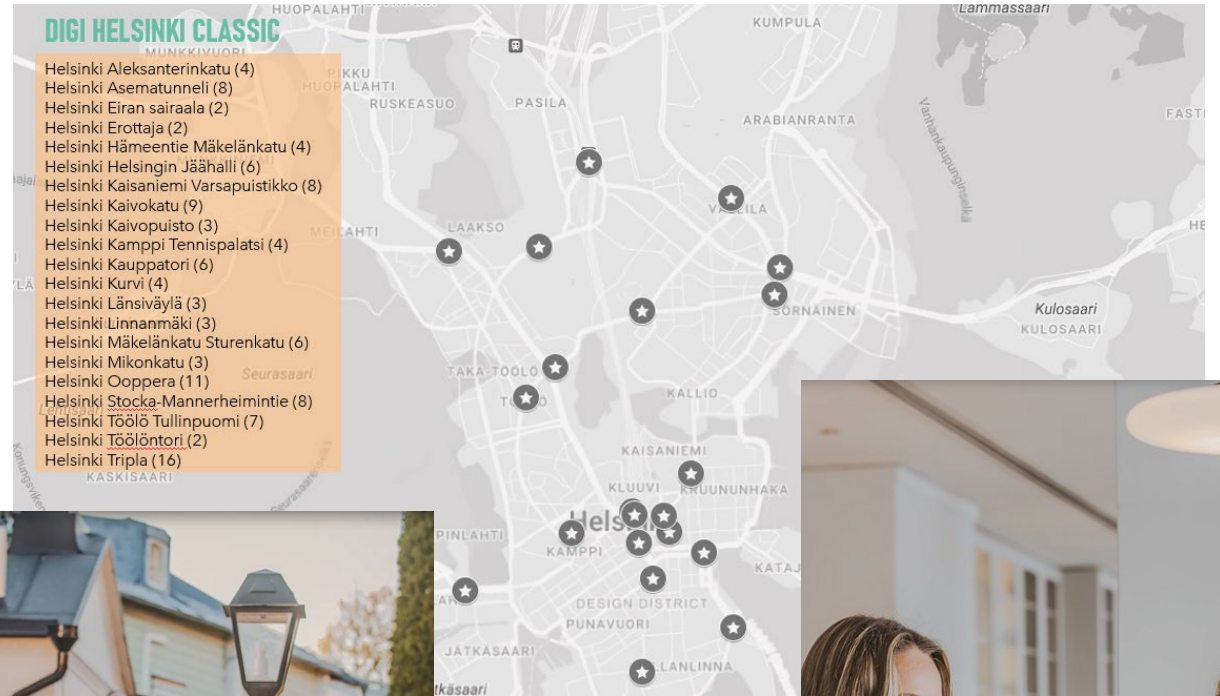 DIGI HELSINKI CLASSIC
Helsinki Aleksanterinkatu (4)
Helsinki Asematunneli (8)
Helsinki Eiran sairaala (2)
Helsinki Erottaja (2)
Helsinki Hämeentie Mäkelänkatu (4)
Helsinki Helsingin Jäähalli (6)
Helsinki Kaisaniemi Varsapuistikko (8)
Helsinki Kaivokatu (9)
Helsinki Kaivopuisto (3)
Helsinki Kamppi Tennispalatsi (4)
Helsinki Kauppatori (6)
Helsinki Kurvi (4)
Helsinki Länsiväylä (3)
Helsinki Linnanmäki (3)
Helsinki Mäkelänkatu Sturenkatu (6)
Helsinki Mikonkatu (3)
Helsinki Ooppera (11)
Helsinki Stocka-Mannerheimintie (8)
Helsinki Töölö Tullinpuomi (7)
Helsinki Töölöntori (2)
Helsinki Tripla (16)
HUOPALAHTI
MUNKKIVUORI
PIKKU
HUOPALAHTI
RUSKEASUO
PASILA
KUMPULA
Lammassaari
ARABIANRANTA
Vanhankaupunginselkä
MEILAHTI
LAAKSO
Kulosaari
KULOSAARI
Seurasaari
TAKA-TÖÖLÖ
KALLIO
KASKISAARI
KAISANIEMI
KLUUVI
KRUUNUNHAKA
KAMPPI
DESIGN DISTRICT
PUNAVUORI
JÄTKÄSAARI